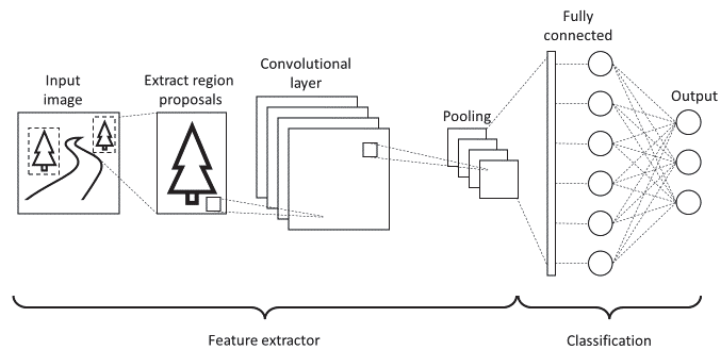 Input
image
Extract region
proposals
Convolutional
layer
Pooling
Fully
connected
Output
Feature extractor
Classification